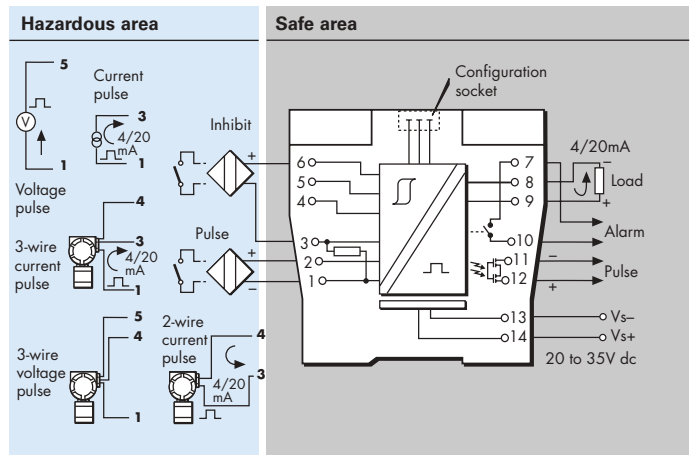 Hazardous area
Safe area
5
V
1
Voltage
pulse
Current
pulse
3
4/20
mA
1
4
3-wire
current
pulse
3
4/20
mA
1
5
4
3-wire
voltage
pulse
1
2-wire
current
pulse
4
4/20
mA
3
Inhibit
+
Pulse
+
–
Configuration
socket
6
5
4
3
2
1
7
8
9
10
11
12
13
14
4/20mA
–
Load
+
Alarm
–
Pulse
+
Vs–
Vs+
20 to 35V dc